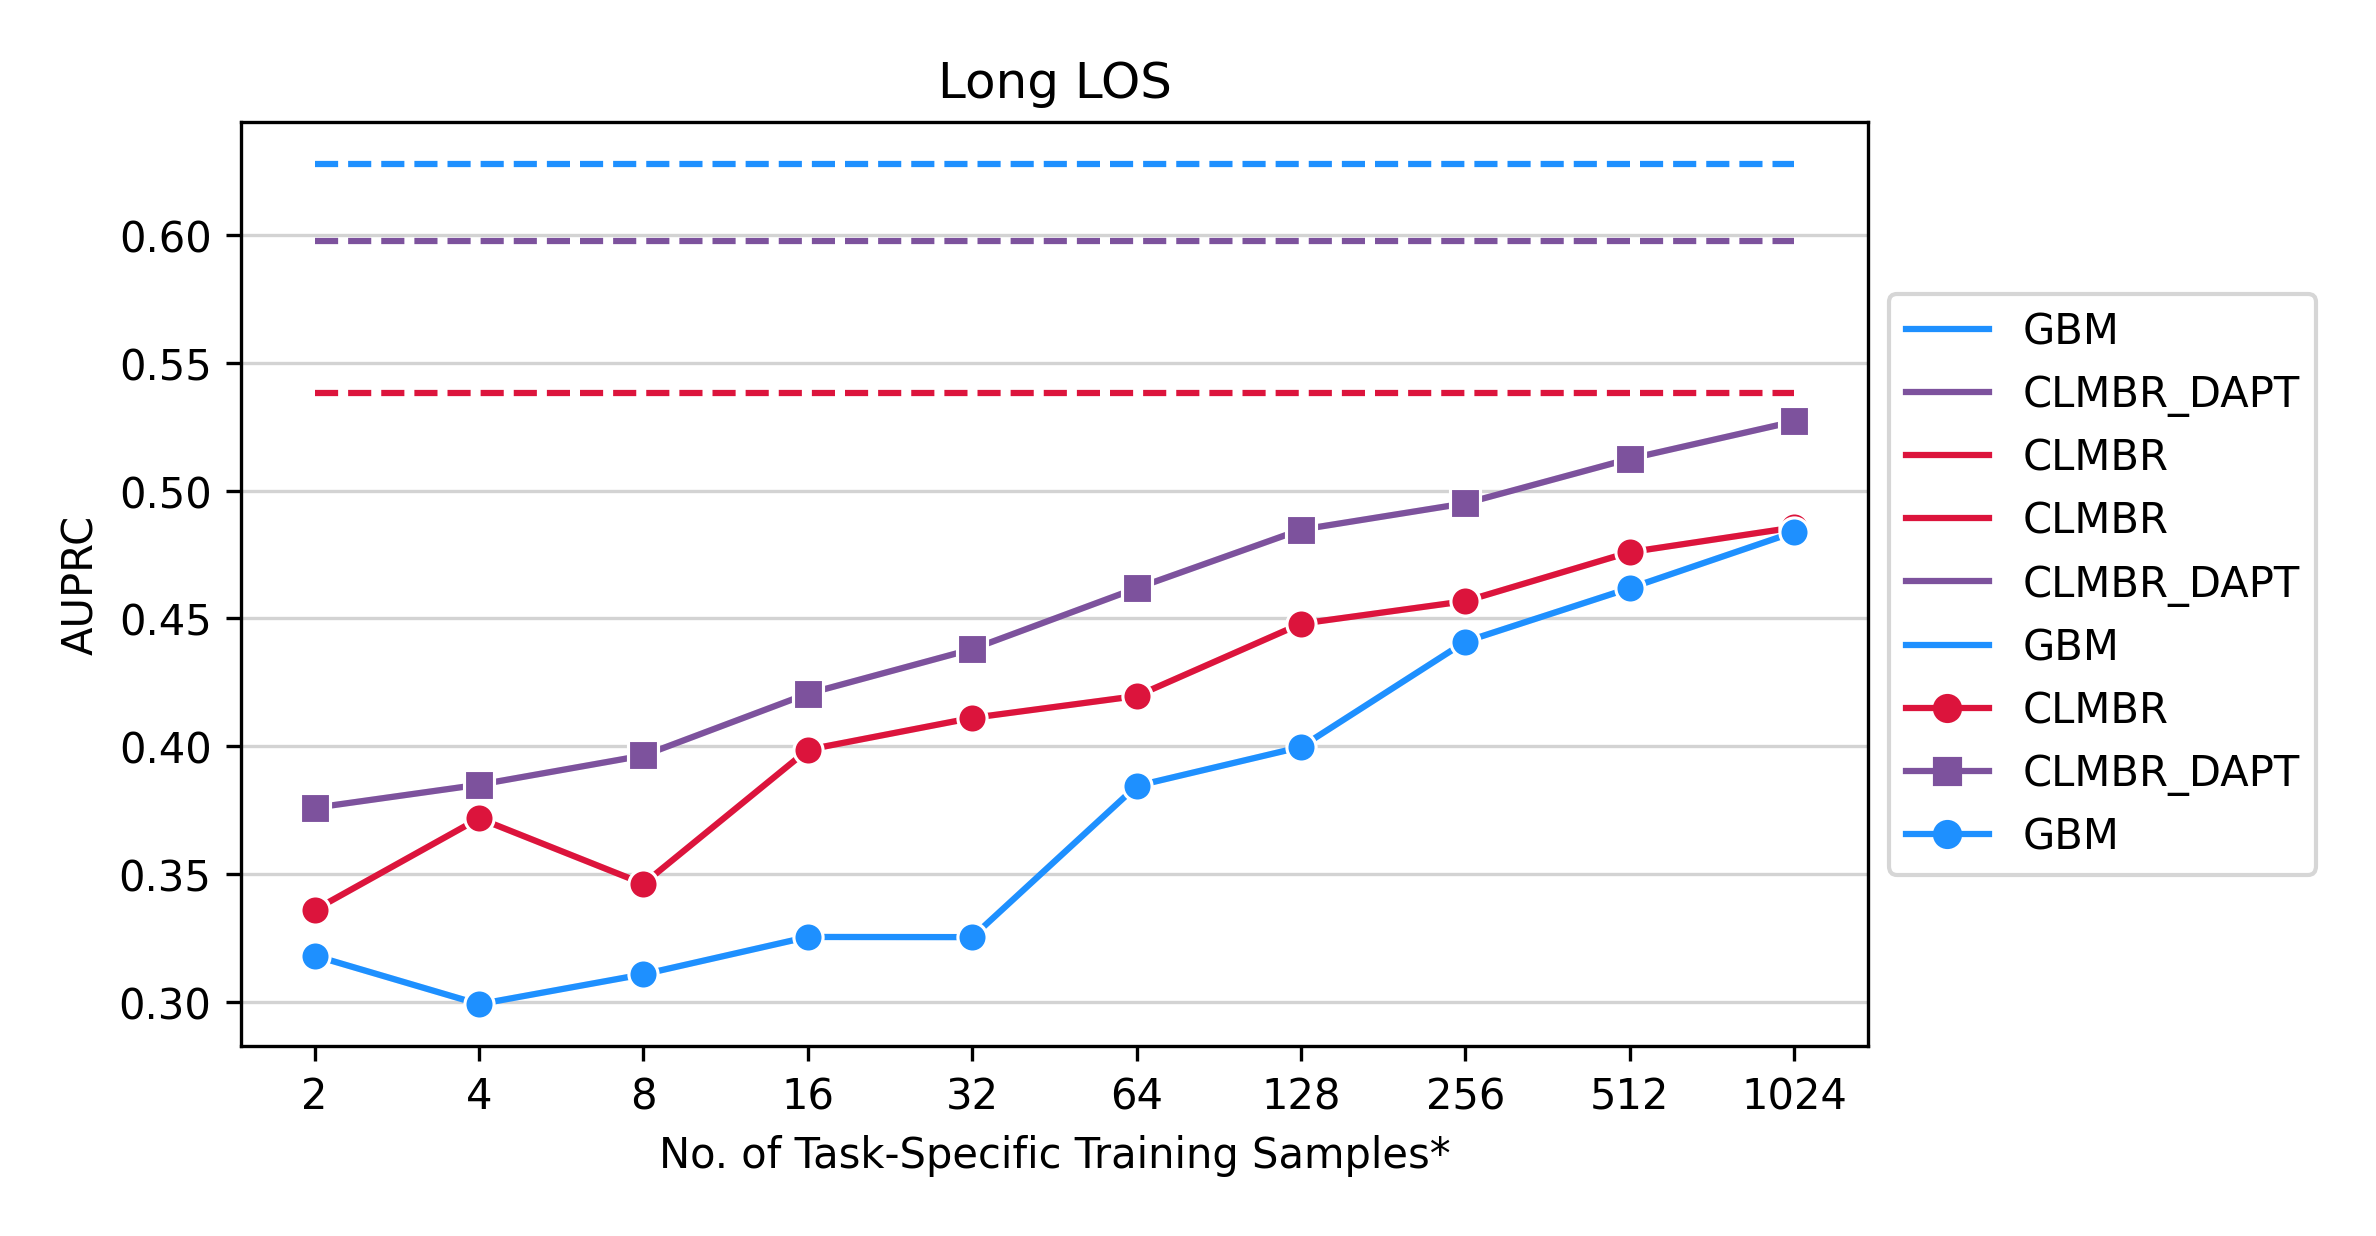 Long LOS
0.60
0.55
0.50
0.45
0.40
0.35
0.30
AUPRC
2 4 8 16 32 64 128 256 512 1024
No. of Task-Specific Training Samples*
GBM
CLMBR_DAPT
CLMBR
CLMBR
CLMBR_DAPT
GBM
CLMBR
CLMBR_DAPT
GBM